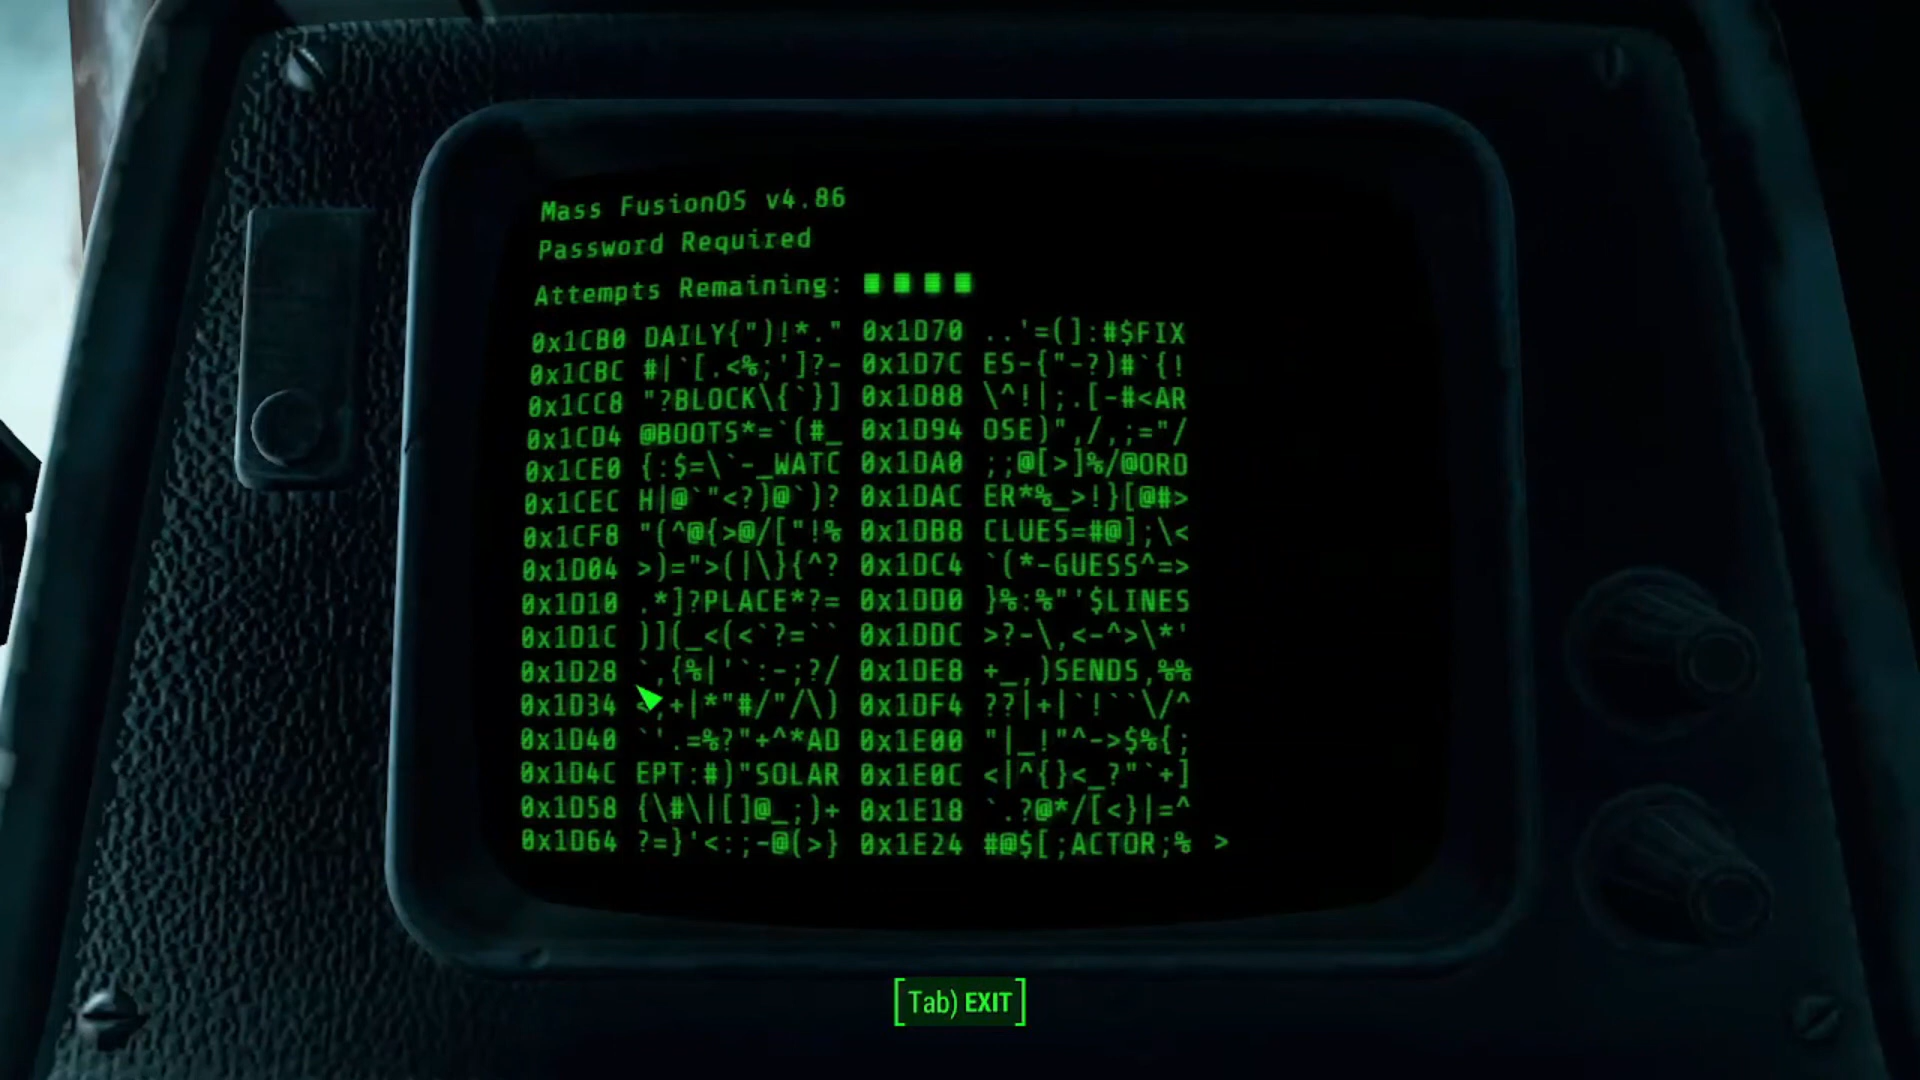 Mass FusionOS v4.86
Password Required
Attempts Remaining: ■ ■ ■ ■
0x1CB0 DAILY{")!*." 0x1D70 ..'=(]:#$FIX
0x1CBC #|`[.<%;']?- 0x1D7C ES-{"-?)#`{!
0x1CC8 "?BLOCK\{`}] 0x1D88 \^!|;.[-#<AR
0x1CD4 @BOOTS*=`(#_ 0x1D94 OSE)",/,;="/
0x1CE0 {:$=\`-_WATC 0x1DA0 ;;@[>]%/@ORD
0x1CEC H|@`"<?)@`)? 0x1DAC ER*%_>!}[@#>
0x1CF8 "(^@{>@/["!% 0x1DB8 CLUES=#@];\<
0x1D04 >)=">(|\}{^? 0x1DC4 `(*-GUESS^=>
0x1D10 .*]?PLACE*?= 0x1DD0 }%:%"'$LINES
0x1D1C )](_<(<`?=`` 0x1DDC >?-\,<-^>\*'
0x1D28 `,{%|'`:-;?/ 0x1DE8 +_,)SENDS,%%
0x1D34 <,+|*"#/"/\) 0x1DF4 ??|+|`!``\/^
0x1D40 `'.=%?"+^*AD 0x1E00 "|_!"^->$%{;
0x1D4C EPT:#)"SOLAR 0x1E0C <|^{}<_?"`+]
0x1D58 {\#\|[]@_;)+ 0x1E18 `.?@*/[<}|=^
0x1D64 ?=}'<:;-@(>} 0x1E24 #@$[;ACTOR;% >
[Tab) EXIT]